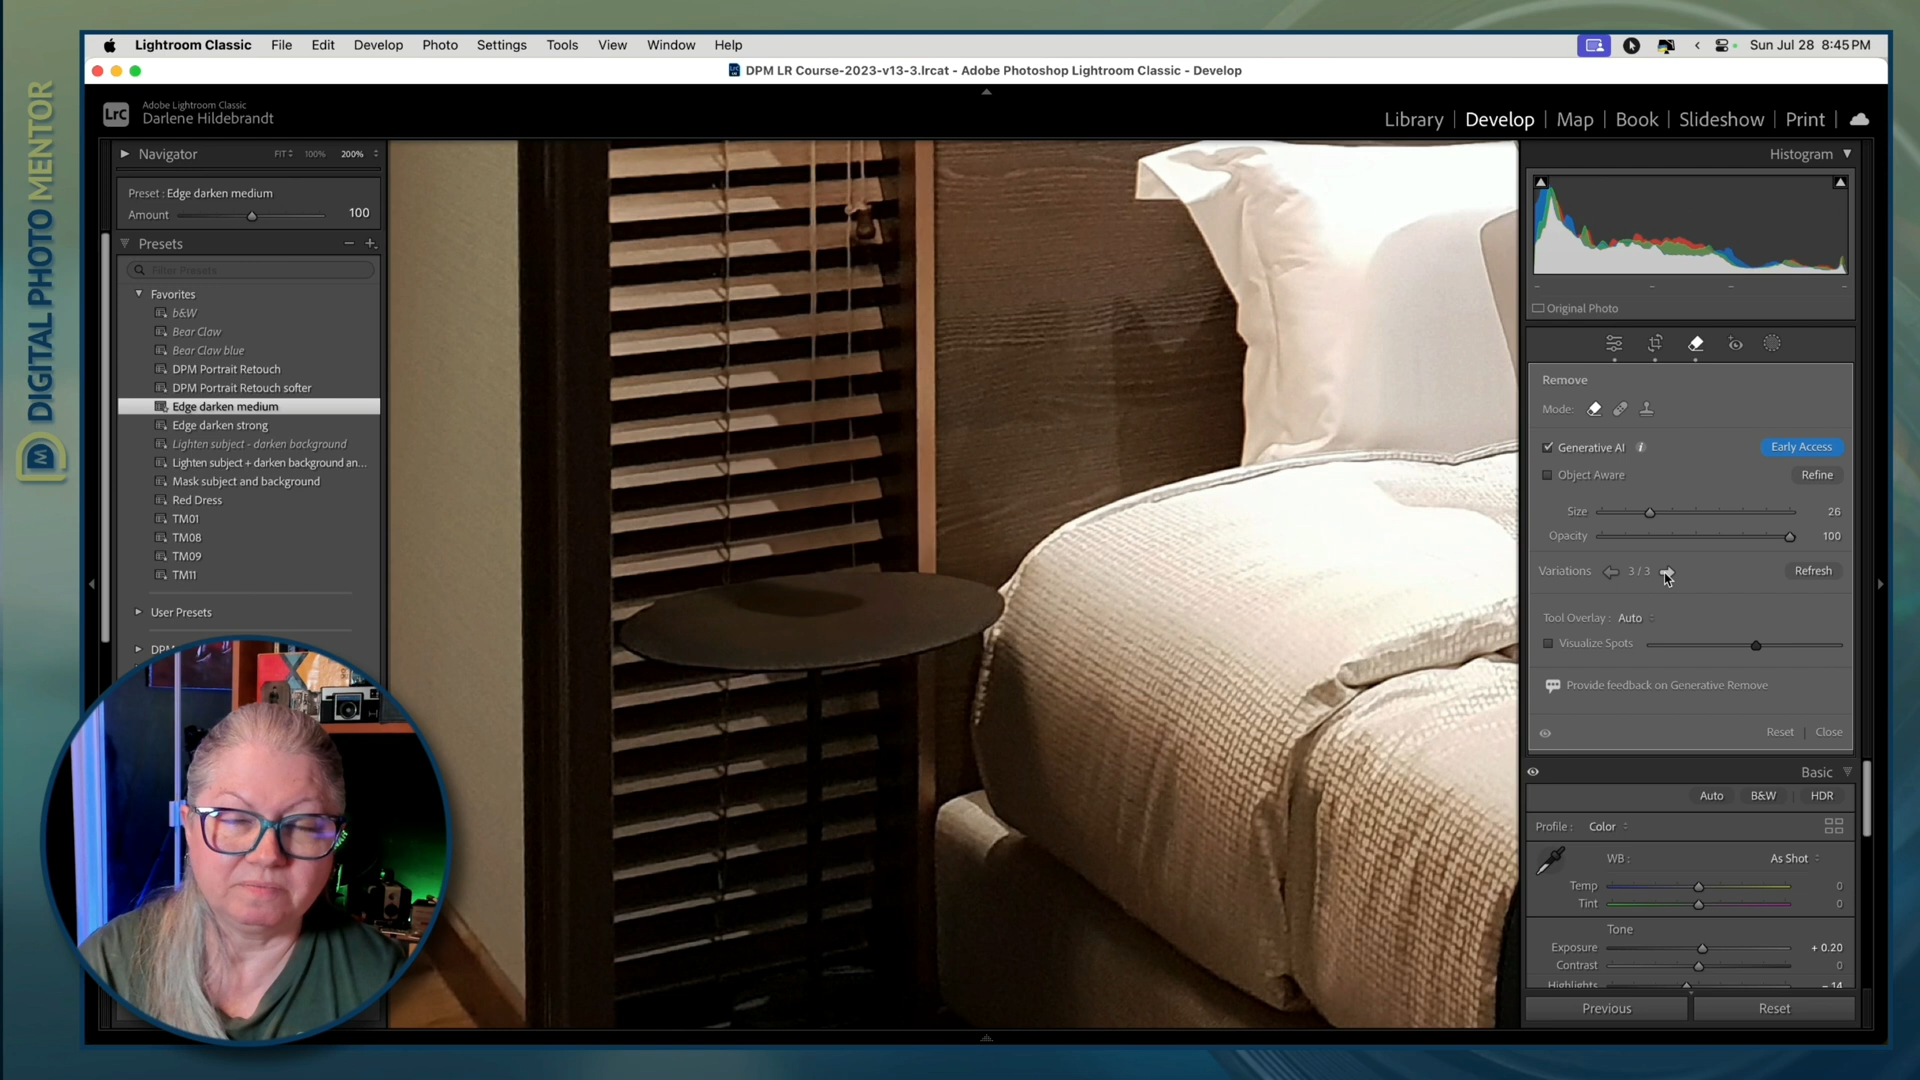 Lightroom Classic File Edit Develop Photo Settings Tools View Window Help Sun Jul 28 8:45 PM
DPM LR Course-2023-v13-3.lrcat - Adobe Photoshop Lightroom Classic - Develop
DIGITAL PHOTO MENTOR
LrC
Adobe Lightroom Classic
Darlene Hildebrandt
Library | Develop | Map | Book | Slideshow | Print
Navigator FIT 100% 200%
Preset : Edge darken medium
Amount 100
Presets
Filter Presets
Favorites
b&W
Bear Claw
Bear Claw blue
DPM Portrait Retouch
DPM Portrait Retouch softer
Edge darken medium
Edge darken strong
Lighten subject - darken background
Lighten subject + darken background an...
Mask subject and background
Red Dress
TM01
TM08
TM09
TM11
User Presets
DPM
Histogram
Original Photo
Remove
Mode:
Generative AI Early Access
Object Aware Refine
Size 26
Opacity 100
Variations 3 / 3 Refresh
Tool Overlay : Auto
Visualize Spots
Provide feedback on Generative Remove
Reset | Close
Basic
Auto B&W | HDR
Profile : Color
WB : As Shot
Temp 0
Tint 0
Tone
Exposure + 0.20
Contrast 0
Highlights - 14
Previous Reset